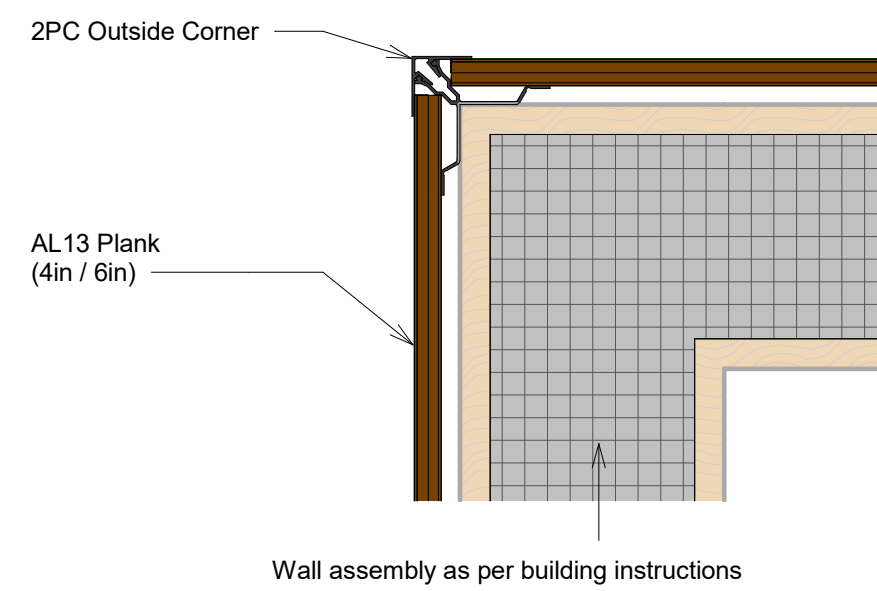 2PC Outside Corner
AL13 Plank
(4in / 6in)
Wall assembly as per building instructions